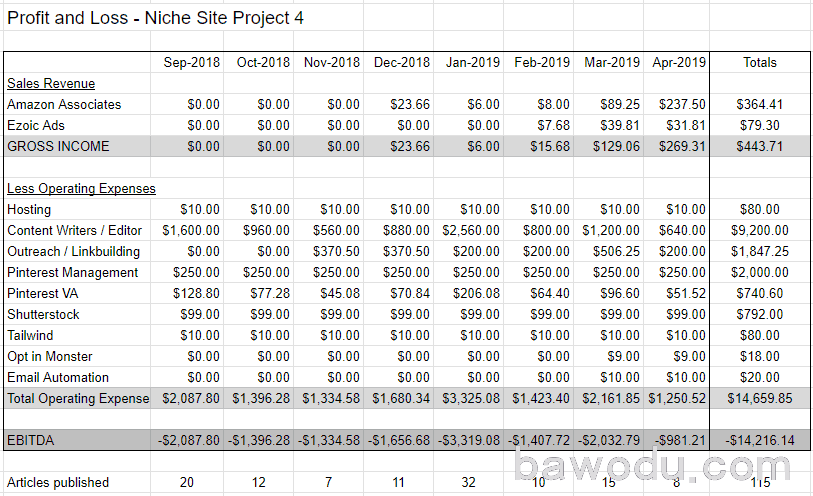 Profit and Loss - Niche Site Project 4
Sep-2018 Oct-2018 Nov-2018 Dec-2018 Jan-2019 Feb-2019 Mar-2019 Apr-2019 Totals
Sales Revenue
Amazon Associates $0.00 $0.00 $0.00 $23.66 $6.00 $8.00 $89.25 $237.50 $364.41
Ezoic Ads $0.00 $0.00 $0.00 $0.00 $0.00 $7.68 $39.81 $31.81 $79.30
GROSS INCOME $0.00 $0.00 $0.00 $23.66 $6.00 $15.68 $129.06 $269.31 $443.71
Less Operating Expenses
Hosting $10.00 $10.00 $10.00 $10.00 $10.00 $10.00 $10.00 $10.00 $80.00
Content Writers / Editor $1,600.00 $960.00 $560.00 $880.00 $2,560.00 $800.00 $1,200.00 $640.00 $9,200.00
Outreach / Linkbuilding $0.00 $0.00 $370.50 $370.50 $200.00 $200.00 $506.25 $200.00 $1,847.25
Pinterest Management $250.00 $250.00 $250.00 $250.00 $250.00 $250.00 $250.00 $250.00 $2,000.00
Pinterest VA $128.80 $77.28 $45.08 $70.84 $206.08 $64.40 $96.60 $51.52 $740.60
Shutterstock $99.00 $99.00 $99.00 $99.00 $99.00 $99.00 $99.00 $99.00 $792.00
Tailwind $10.00 $10.00 $10.00 $10.00 $10.00 $10.00 $10.00 $10.00 $80.00
Opt in Monster $0.00 $0.00 $0.00 $0.00 $0.00 $0.00 $9.00 $9.00 $18.00
Email Automation $0.00 $0.00 $0.00 $0.00 $0.00 $0.00 $10.00 $10.00 $20.00
Total Operating Expense $2,087.80 $1,396.28 $1,334.58 $1,680.34 $3,325.08 $1,423.40 $2,161.85 $1,250.52 $14,659.85
EBITDA -$2,087.80 -$1,396.28 -$1,334.58 -$1,656.68 -$3,319.08 -$1,407.72 -$2,032.79 -$981.21 -$14,216.14
bawodu.com
Articles published 20 12 7 11 32 10 15 8 115